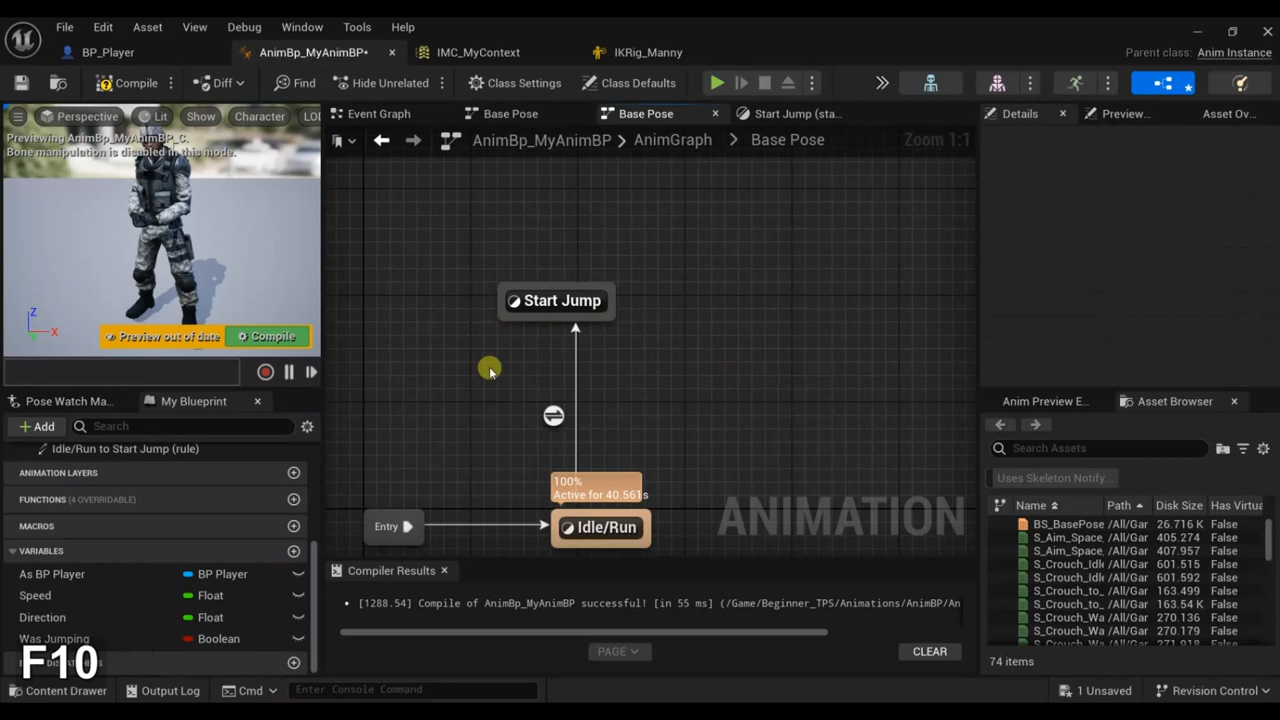 File Edit Asset View Debug Window Tools Help
BP_Player AnimBp_MyAnimBP* IMC_MyContext IKRig_Manny Parent class: Anim Instance
Compile Diff Find Hide Unrelated Class Settings Class Defaults
Perspective Lit Show Character LOD
Previewing AnimBp_MyAnimBP_C.
Bone manipulation is disabled in this mode.
Z
X
Preview out of date Compile
Event Graph Base Pose Base Pose Start Jump (sta...
AnimBp_MyAnimBP > AnimGraph > Base Pose Zoom 1:1
Start Jump
100%
Active for 40.561s
Entry
Idle/Run
ANIMATION
Details Preview... Asset Ov...
Pose Watch Ma... My Blueprint
Add Search
Idle/Run to Start Jump (rule)
ANIMATION LAYERS
FUNCTIONS (4 OVERRIDABLE)
MACROS
VARIABLES
As BP Player BP Player
Speed Float
Direction Float
Was Jumping Boolean
F10
Compiler Results
[1288.54] Compile of AnimBp_MyAnimBP successful! [in 55 ms] (/Game/Beginner_TPS/Animations/AnimBP/An
PAGE CLEAR
Anim Preview E... Asset Browser
Search Assets
Uses Skeleton Notify...
Name Path Disk Size Has Virtua
BS_BasePose /All/Gar 26.716 K False
S_Aim_Space /All/Gar 405.274 False
S_Aim_Space /All/Gar 407.957 False
S_Crouch_Idle /All/Gar 601.515 False
S_Crouch_Idle /All/Gar 601.592 False
S_Crouch_to_ /All/Gar 163.499 False
S_Crouch_to_ /All/Gar 163.54 K False
S_Crouch_Wa /All/Gar 270.136 False
S_Crouch_Wa /All/Gar 270.179 False
S_Crouch_Wa /All/Gar 271.918 False
74 items
Content Drawer Output Log Cmd Enter Console Command 1 Unsaved Revision Control